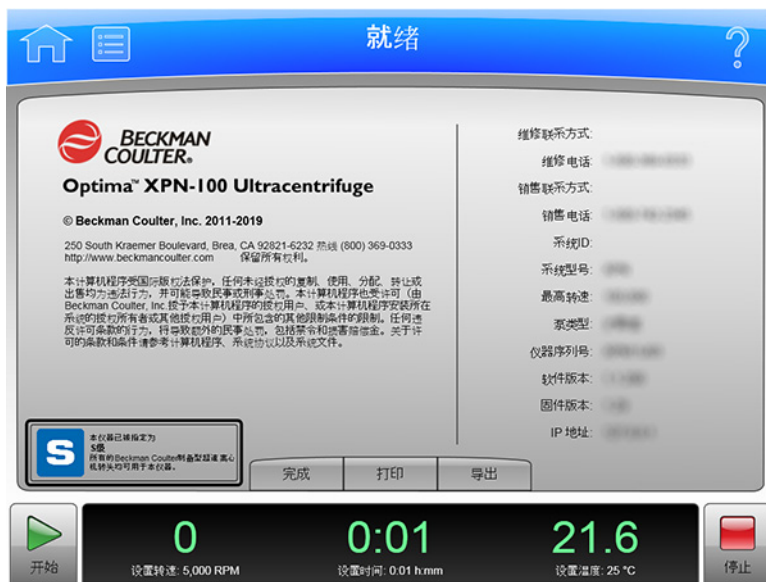 就绪
BECKMAN
COULTER®
Optima™ XPN-100 Ultracentrifuge
© Beckman Coulter, Inc. 2011-2019
250 South Kraemer Boulevard, Brea, CA 92821-6232 热线 (800) 369-0333
http://www.beckmancoulter.com 保留所有权利。
本计算机程序受国际版权法保护，任何未经授权的复制、使用、分配、转让或
出售均为违法行为，并可能导致民事或刑事处罚。本计算机程序也受许可（由
Beckman Coulter, Inc 授予本计算机程序的授权用户、或本计算机程序安装所在
系统的授权所有者或其他授权用户）中所包含的其他限制条件的限制。任何违
反许可条款的行为，将导致额外的民事处罚，包括禁令和损害赔偿金。关于许
可的条款和条件请参考计算机程序、系统协议以及系统文件。
维修联系方式:
维修电话:
销售联系方式:
销售电话:
系统ID:
系统型号:
最高转速:
泵类型:
仪器序列号:
软件版本:
固件版本:
IP 地址:
S
本仪器已被指定为
S级
所有的Beckman Coulter制备型超速离心
机转头均可用于本仪器。
完成
打印
导出
开始
0
设置转速: 5,000 RPM
0:01
设置时间: 0:01 h:mm
21.6
设置温度: 25 °C
停止